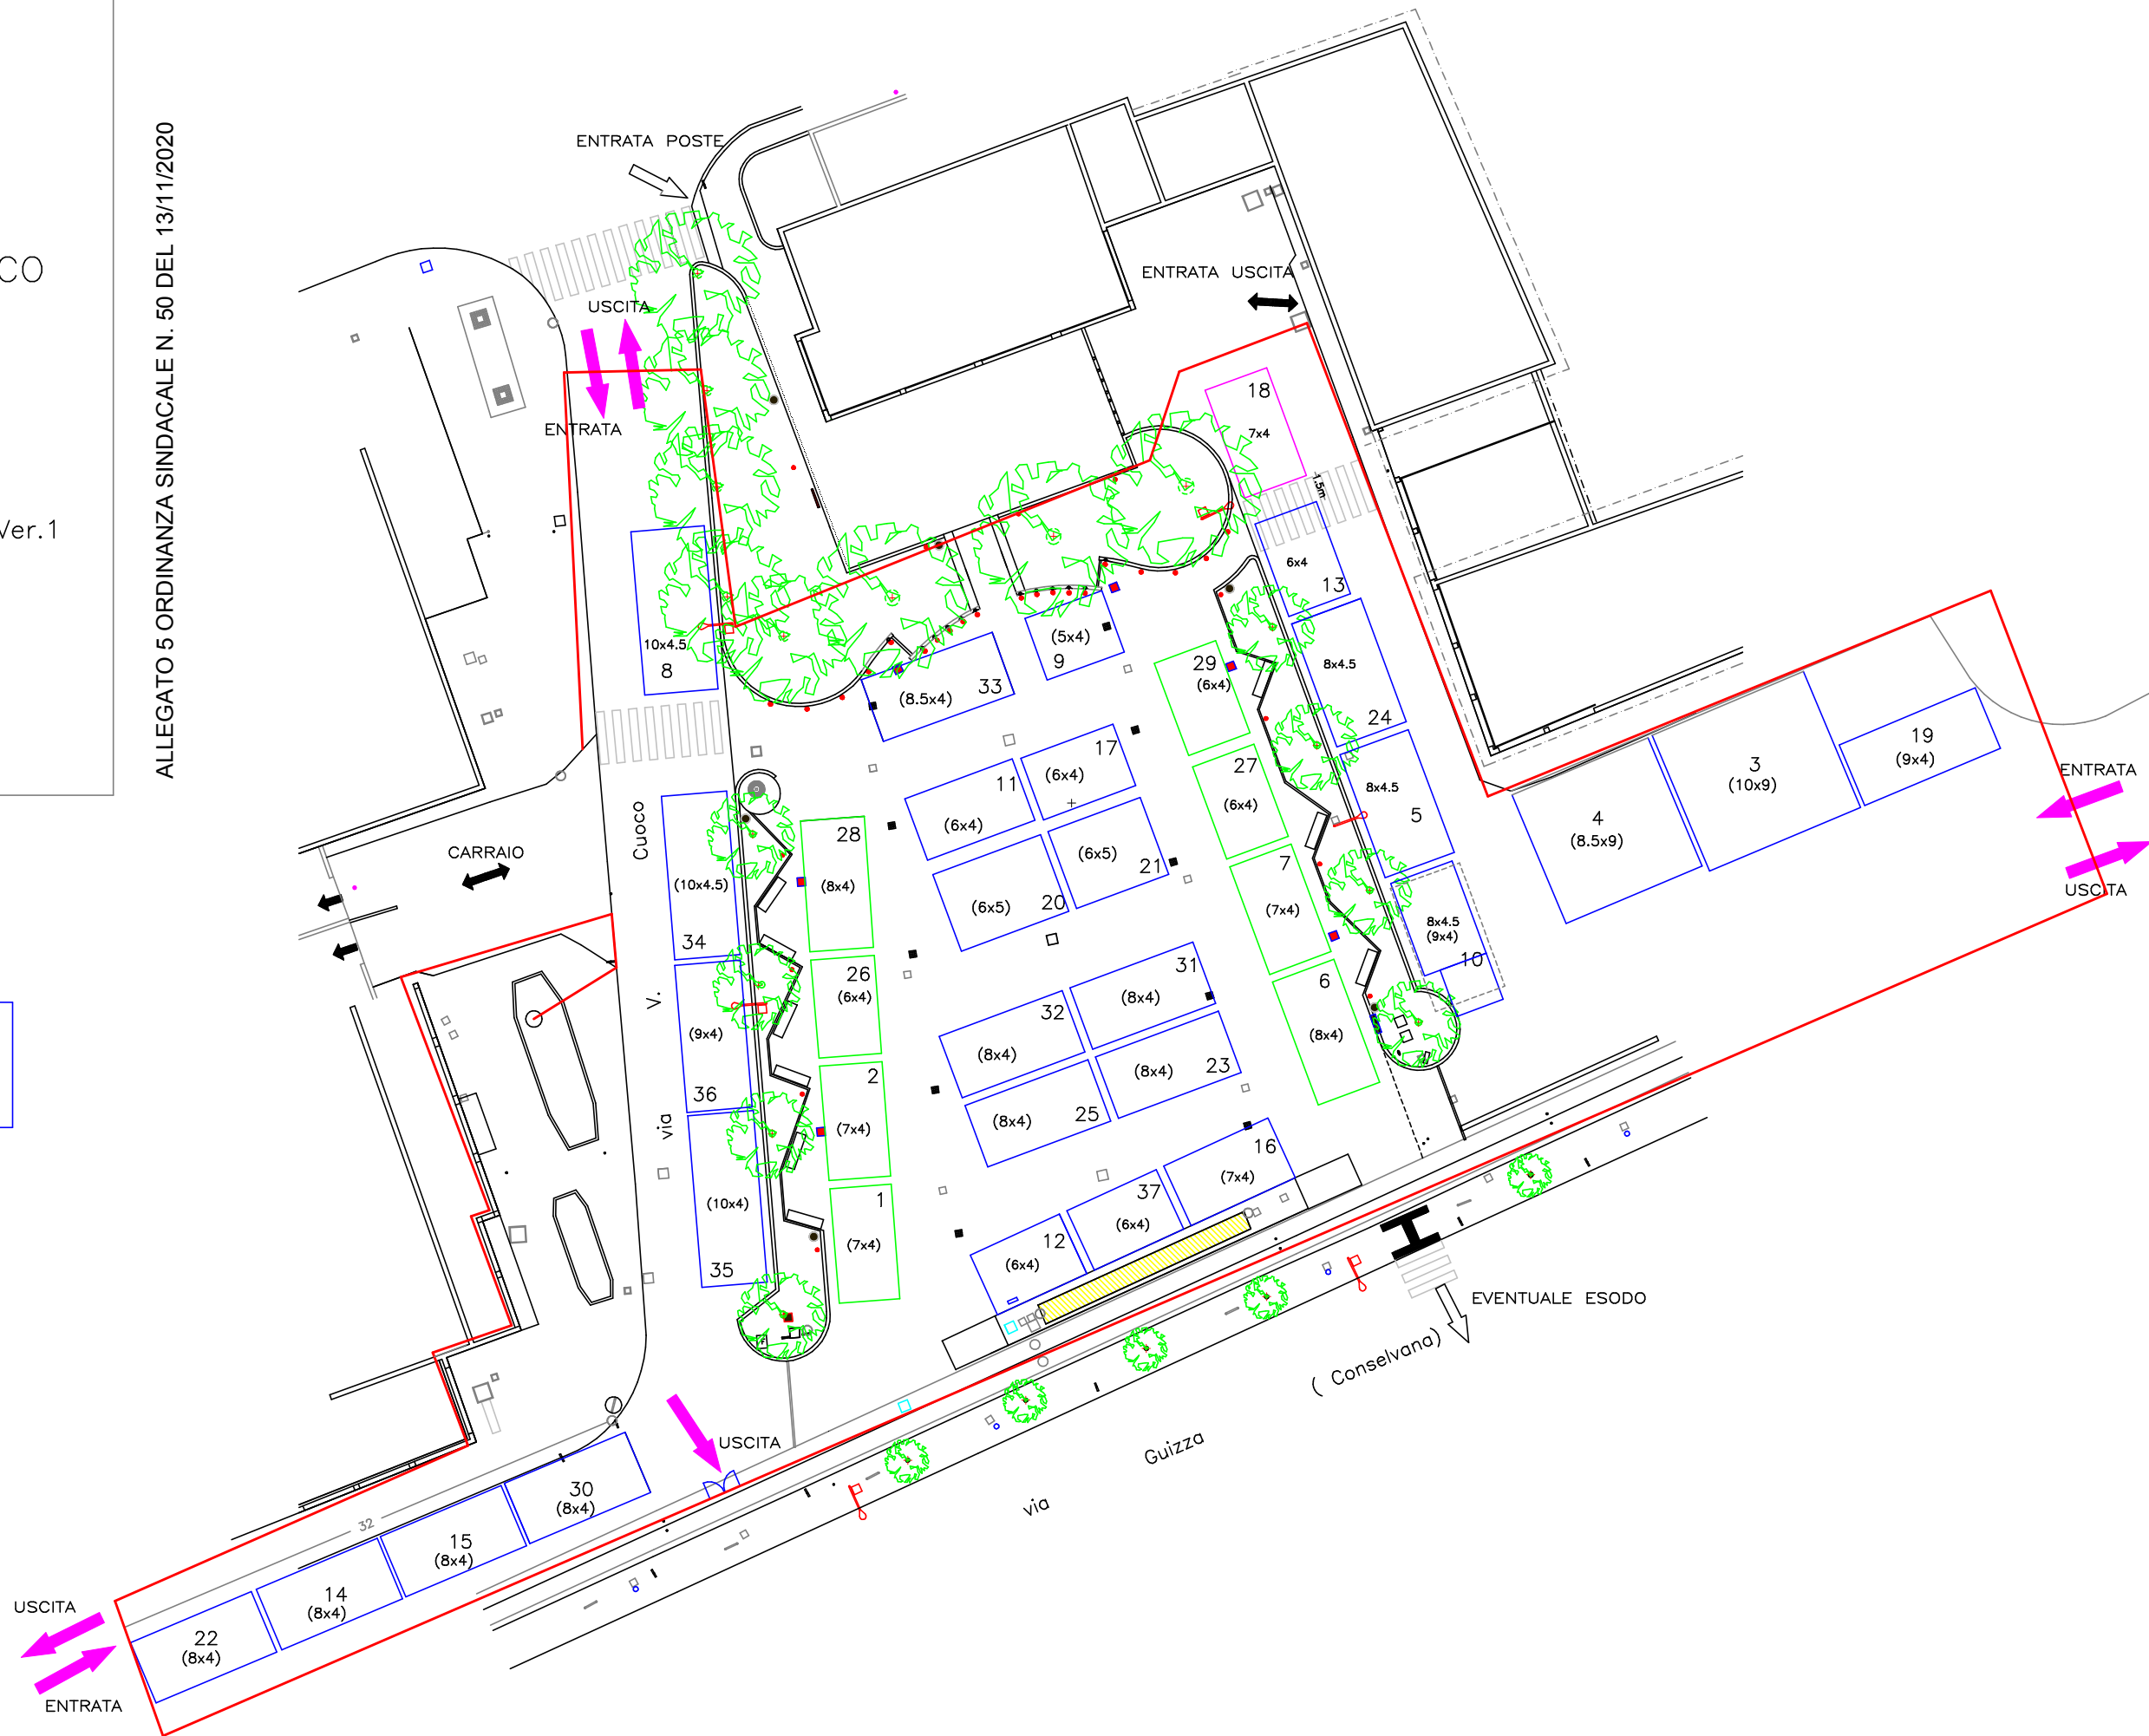 CO
Ver.1
ALLEGATO 5 ORDINANZA SINDACALE N. 50 DEL 13/11/2020
ENTRATA POSTE
USCITA
ENTRATA
ENTRATA USCITA
18
7x4
1.5m
6x4
13
10x4.5
8
(5x4)
9
33
(8.5x4)
29
(6x4)
8x4.5
24
17
(6x4)
11
(6x4)
27
(6x4)
8x4.5
5
3
(10x9)
19
(9x4)
4
(8.5x9)
ENTRATA
USCITA
Cuoco
V.
via
CARRAIO
28
(8x4)
(10x4.5)
34
(6x5)
21
(6x5)
20
7
(7x4)
8x4.5
(9x4)
10
26
(6x4)
31
(8x4)
32
(8x4)
6
(8x4)
(9x4)
36
2
(7x4)
(8x4)
23
(8x4)
25
16
(7x4)
(10x4)
35
1
(7x4)
37
(6x4)
12
(6x4)
EVENTUALE ESODO
( Conselvana)
USCITA
via Guizza
30
(8x4)
32
15
(8x4)
14
(8x4)
22
(8x4)
USCITA
ENTRATA